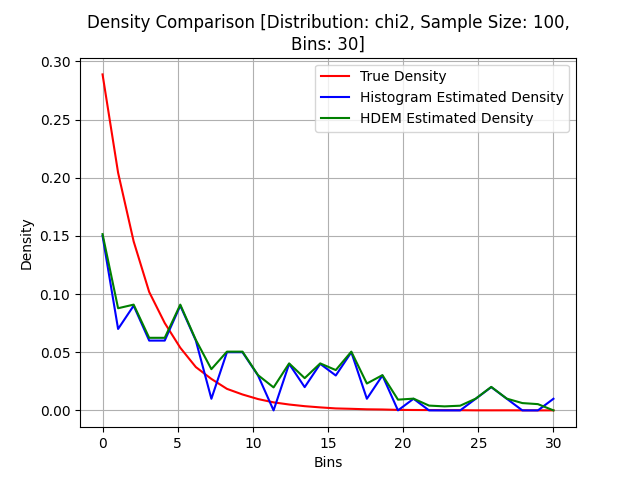 Density Comparison [Distribution: chi2, Sample Size: 100,
Bins: 30]
True Density
Histogram Estimated Density
HDEM Estimated Density
Density
0.30
0.25
0.20
0.15
0.10
0.05
0.00
0 5 10 15 20 25 30
Bins